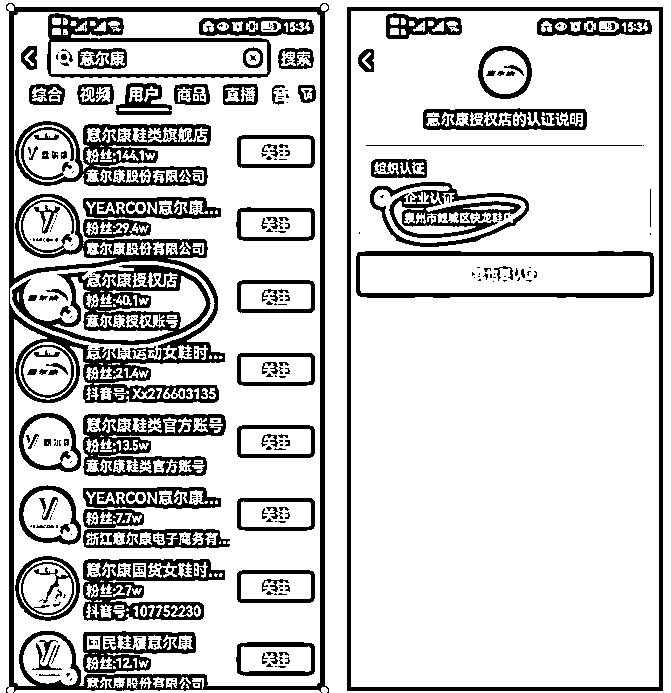 15:34
意尔康
搜索
综合 视频 用户 商品 直播 音
意尔康鞋类旗舰店
粉丝:144.1w
意尔康股份有限公司
关注
YEARCON意尔康...
粉丝:29.4w
意尔康股份有限公司
关注
意尔康授权店
粉丝:40.1w
意尔康授权账号
关注
意尔康运动女鞋时...
粉丝:21.4w
抖音号: Xx276603135
关注
意尔康鞋类官方账号
粉丝:13.5w
意尔康鞋类官方账号
关注
YEARCON意尔康...
粉丝:7.7w
浙江意尔康电子商务有...
关注
意尔康国货女鞋时...
粉丝:2.7w
抖音号: 107752230
关注
国民鞋履意尔康
粉丝:12.1w
意尔康股份有限公司
关注
15:34
意尔康授权店的认证说明
组织认证
企业认证
泉州市鲤城区快龙鞋店